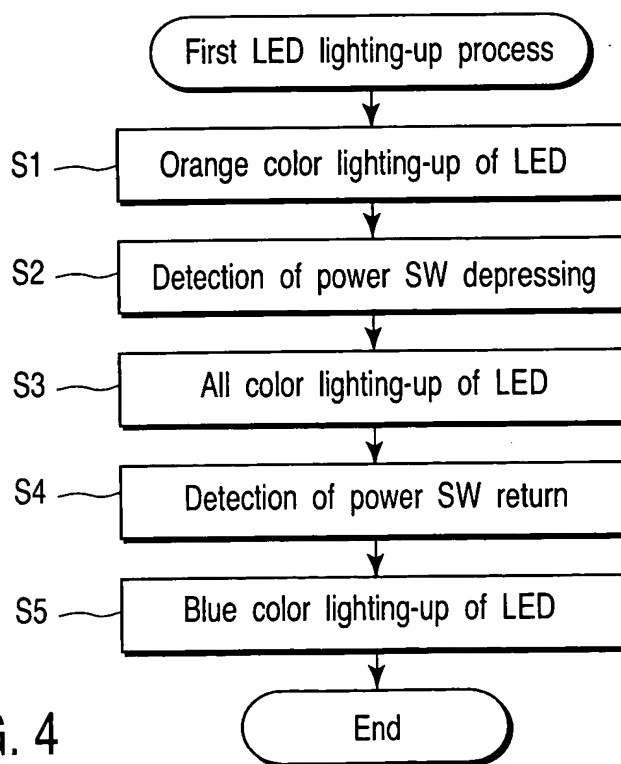 First LED lighting-up process
S1 Orange color lighting-up of LED
S2 Detection of power SW depressing
S3 All color lighting-up of LED
S4 Detection of power SW return
S5 Blue color lighting-up of LED
End
G. 4